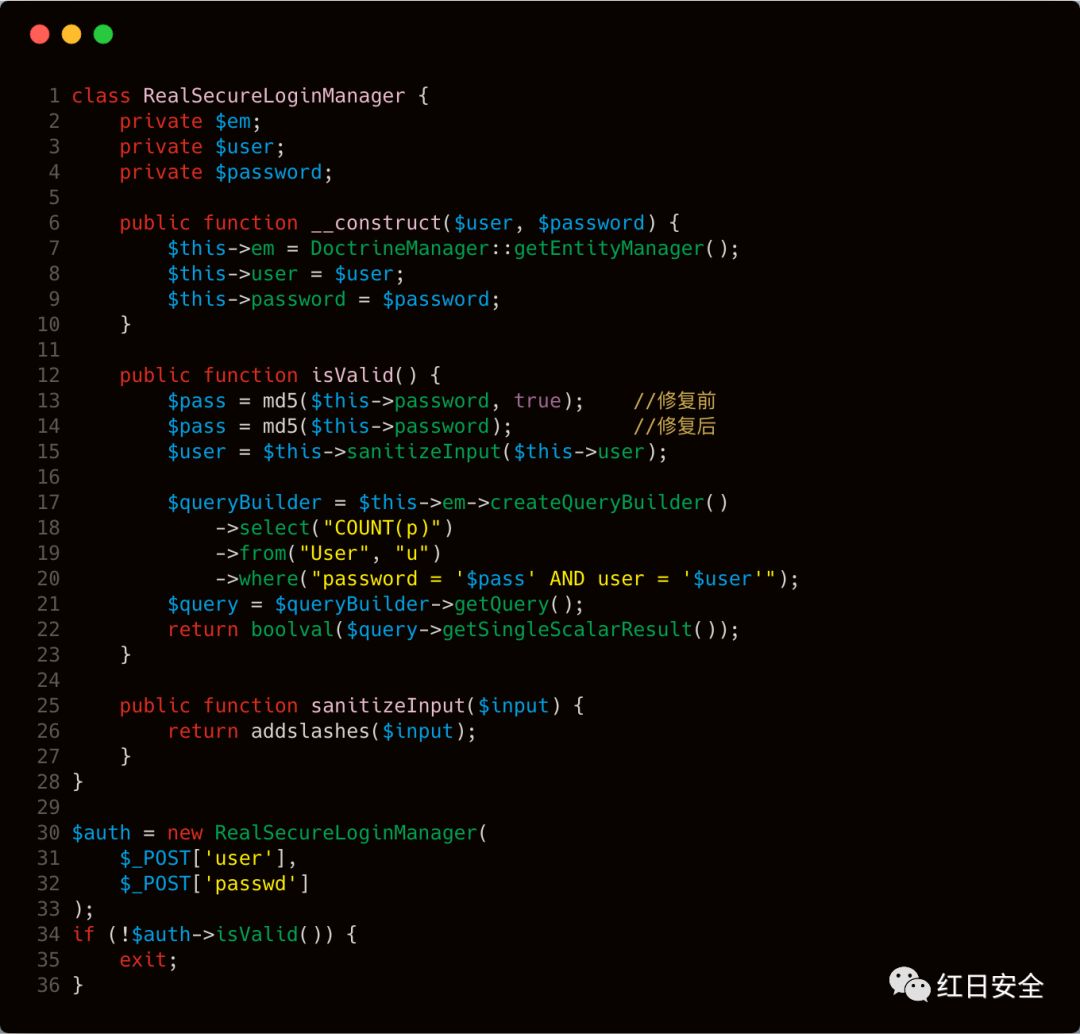 1 class RealSecureLoginManager {
2     private $em;
3     private $user;
4     private $password;
5
6     public function __construct($user, $password) {
7         $this->em = DoctrineManager::getEntityManager();
8         $this->user = $user;
9         $this->password = $password;
10     }
11
12     public function isValid() {
13         $pass = md5($this->password, true);    //修复前
14         $pass = md5($this->password);          //修复后
15         $user = $this->sanitizeInput($this->user);
16
17         $queryBuilder = $this->em->createQueryBuilder()
18             ->select("COUNT(p)")
19             ->from("User", "u")
20             ->where("password = '$pass' AND user = '$user'");
21         $query = $queryBuilder->getQuery();
22         return boolval($query->getSingleScalarResult());
23     }
24
25     public function sanitizeInput($input) {
26         return addslashes($input);
27     }
28 }
29
30 $auth = new RealSecureLoginManager(
31     $_POST['user'],
32     $_POST['passwd']
33 );
34 if (!$auth->isValid()) {
35     exit;
36 }
红日安全